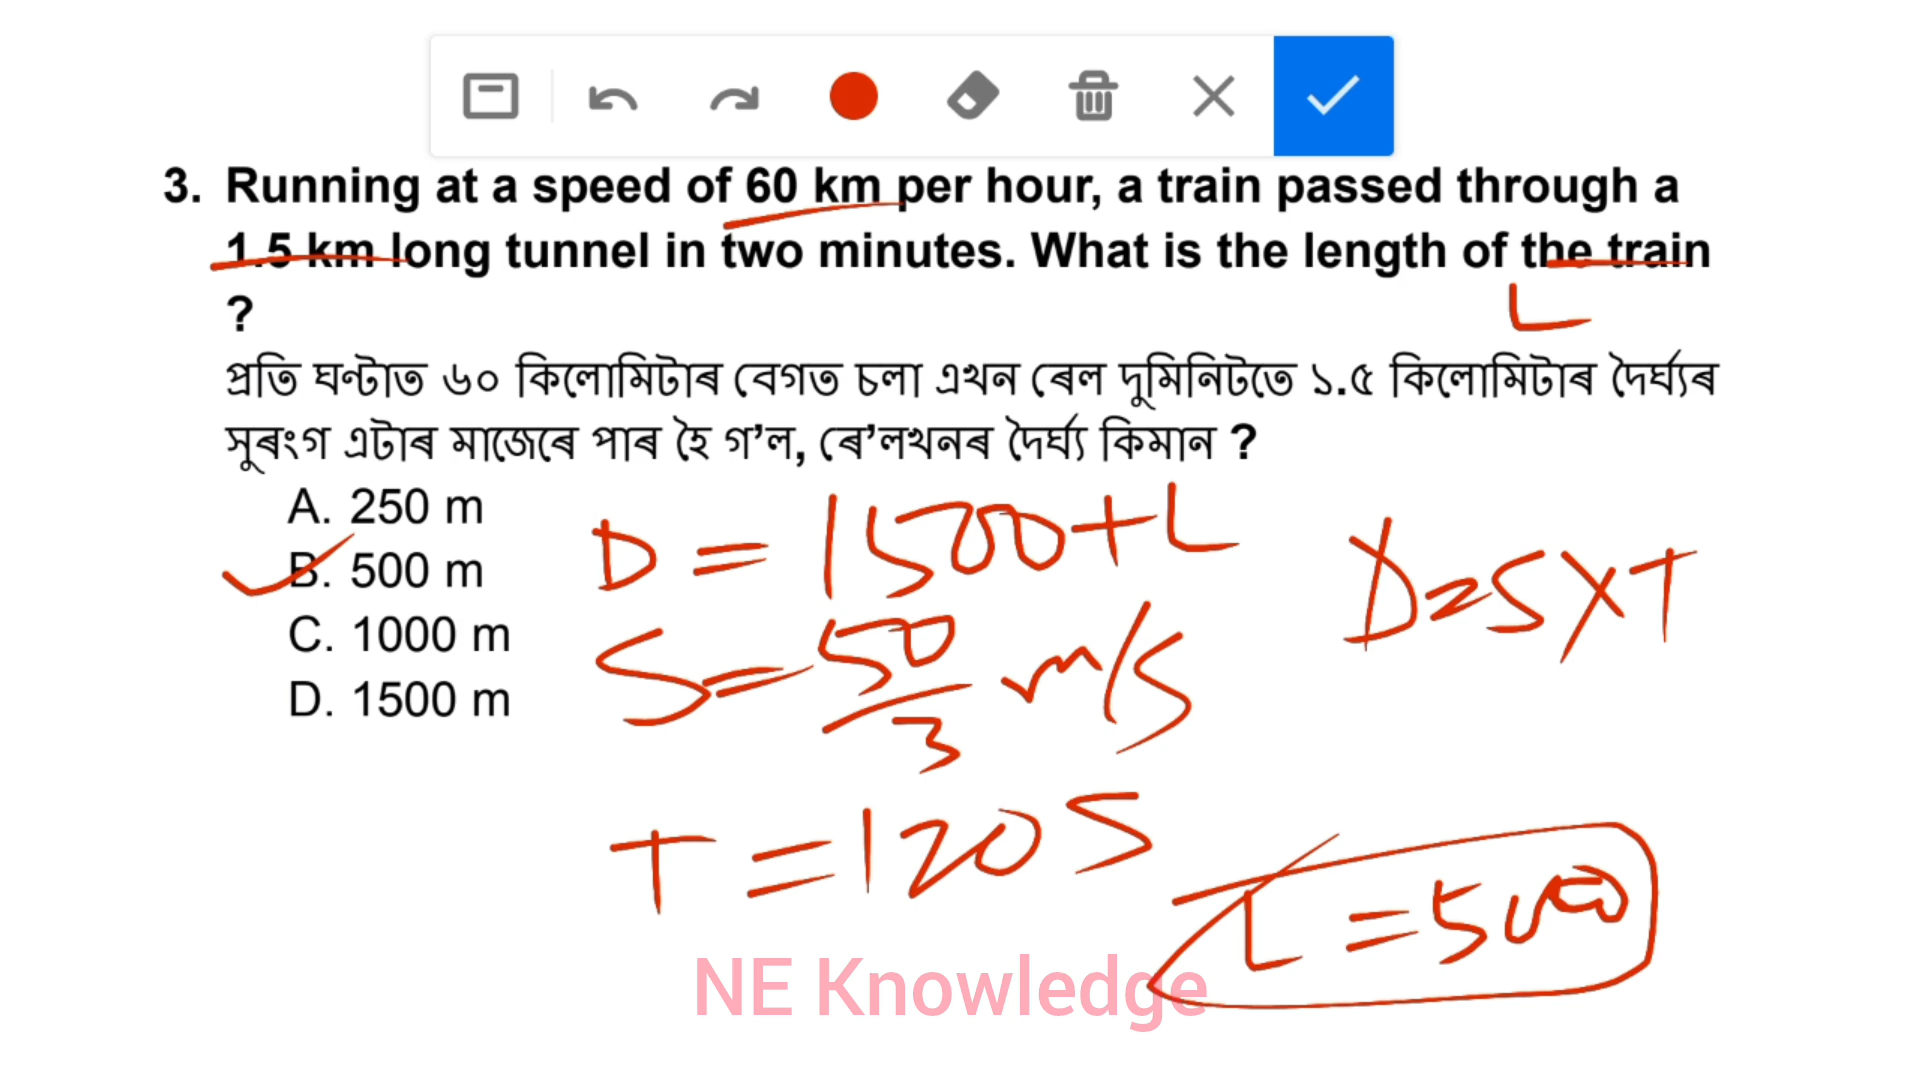 3. Running at a speed of 60 km per hour, a train passed through a
1.5 km long tunnel in two minutes. What is the length of the train
?
L
প্ৰতি ঘণ্টাত ৬০ কিলোমিটাৰ বেগত চলা এখন ৰেল দুমিনিটতে ১.৫ কিলোমিটাৰ দৈৰ্ঘ্যৰ
সুৰংগ এটাৰ মাজেৰে পাৰ হৈ গ’ল, ৰে’লখনৰ দৈৰ্ঘ্য কিমান ?
A. 250 m
B. 500 m
C. 1000 m
D. 1500 m
D = 1500+L
S = 50/3 m/s
T = 120 S
D=S×T
L = 500
NE Knowledge